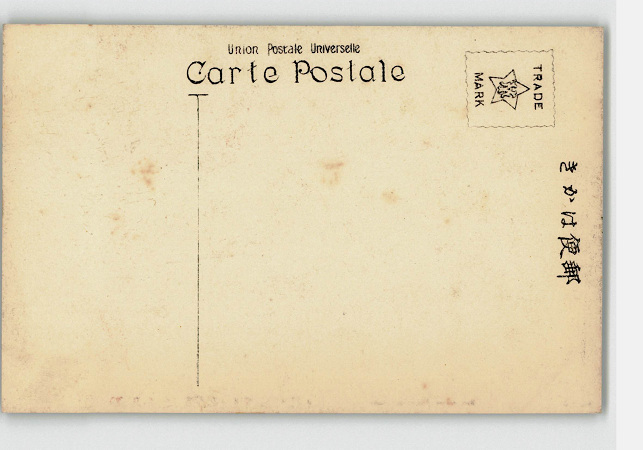 Union Postale Universelle
Carte Postale
TRADE
MARK
きかは便郵